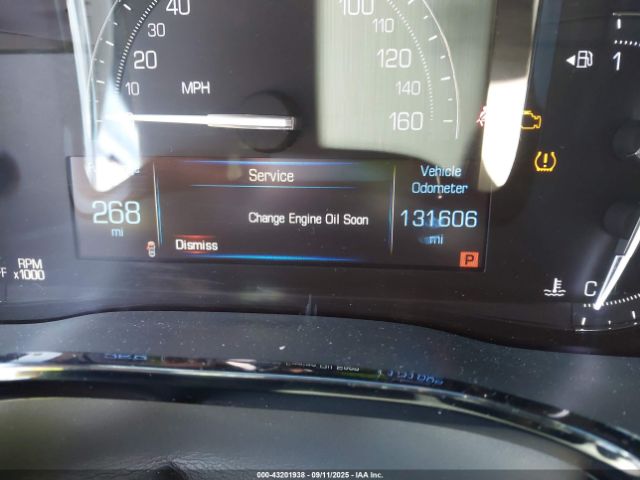 40
30
20
10
MPH
100
110
120
140
160
1
Service
Change Engine Oil Soon
Dismiss
268
mi
Vehicle
Odometer
131606
mi
P
RPM
x1000
C
000-43201938 - 09/11/2025 - IAA Inc.